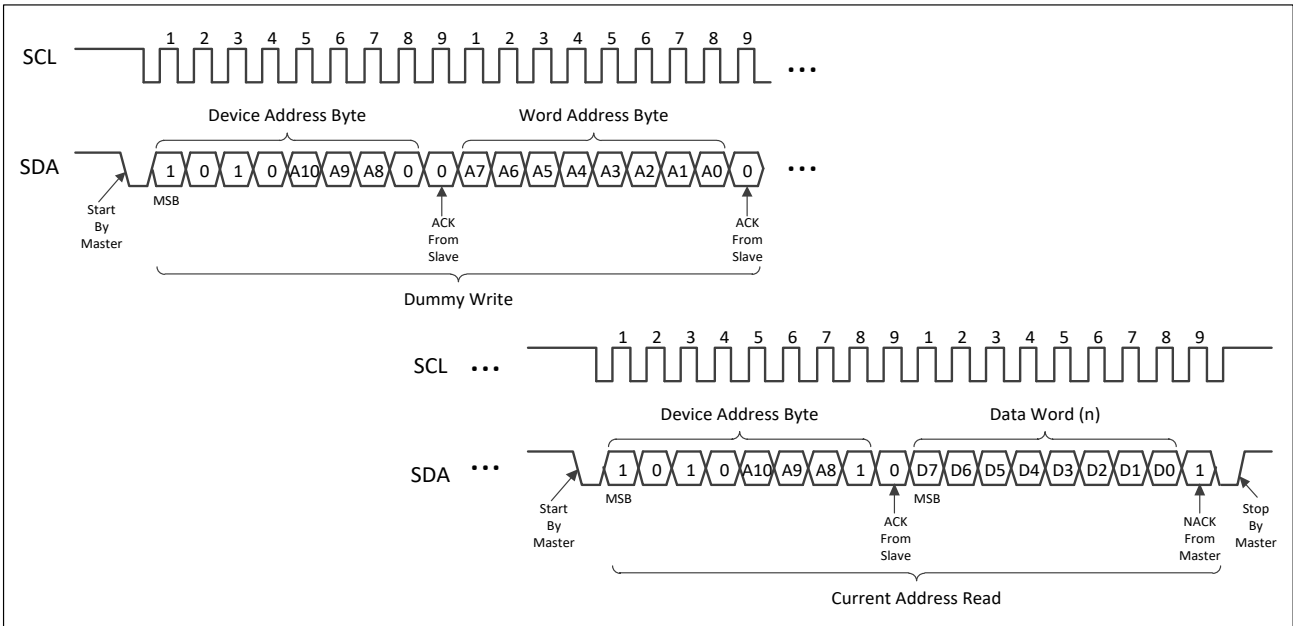 1 2 3 4 5 6 7 8 9 1 2 3 4 5 6 7 8 9
SCL ...
Device Address Byte Word Address Byte
SDA 1 0 1 0 A10 A9 A8 0 0 A7 A6 A5 A4 A3 A2 A1 A0 0 ...
MSB
Start
By
Master
ACK
From
Slave
ACK
From
Slave
Dummy Write
1 2 3 4 5 6 7 8 9 1 2 3 4 5 6 7 8 9
SCL ...
Device Address Byte Data Word (n)
SDA ... 1 0 1 0 A10 A9 A8 1 0 D7 D6 D5 D4 D3 D2 D1 D0 1
MSB MSB
Start
By
Master
ACK
From
Slave
NACK
From
Master
Stop
By
Master
Current Address Read